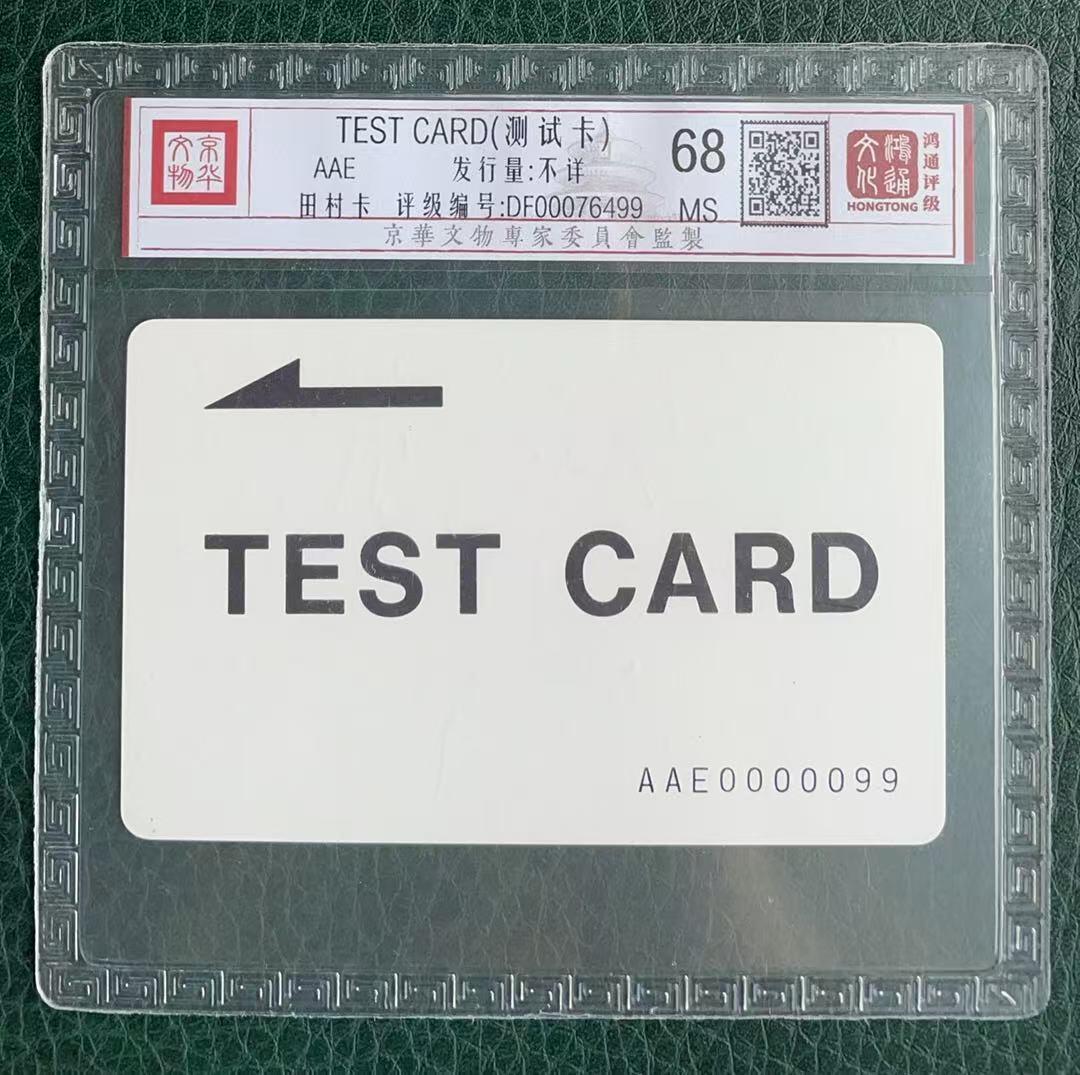 京华文物
TEST CARD(测试卡)
AAE 发行量:不详
田村卡 评级编号:DF00076499
68
MS
京華文物專家委員會監製
鸿通文化
HONGTONG
鸿通评级
TEST CARD
AAE0000099